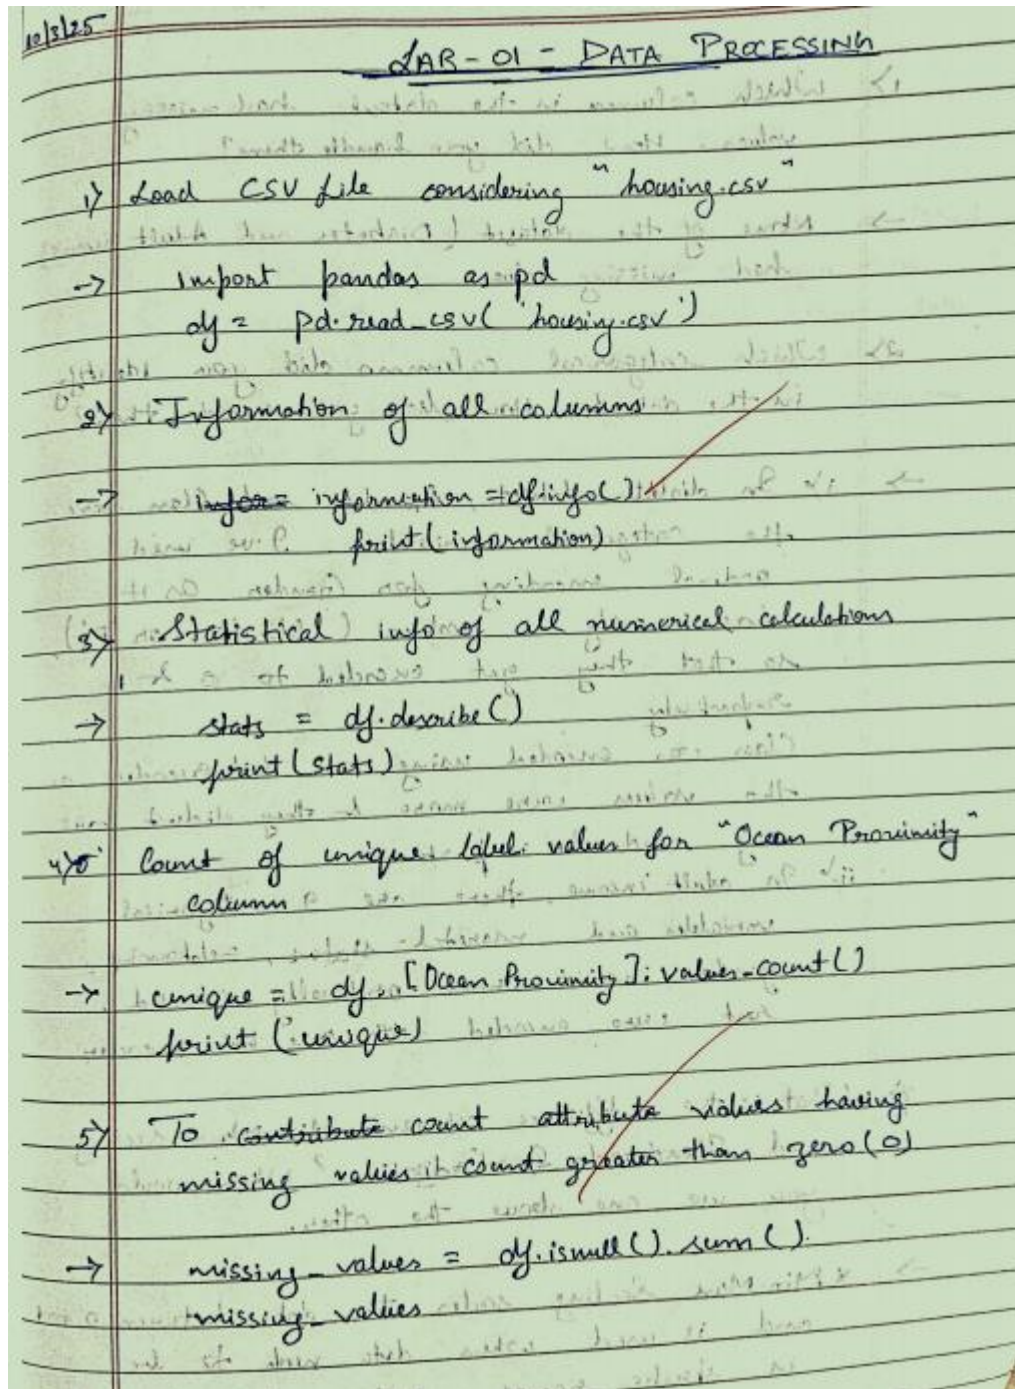 10/3/25
LAB-01 - DATA PROCESSING
1) Load CSV file considering "housing.csv"
→ import pandas as pd
df = pd.read_csv('housing.csv')
2) Information of all columns
→ infor= information = df.info()
print(information)
3) Statistical info of all numerical calculations
→ stats = df.describe()
print(stats)
4) Count of unique label values for "Ocean Proximity"
column
→ unique = df.[Ocean Proximity].values_count()
print(unique)
5) To contribute count attribute values having
missing values count greater than zero(0)
→ missing_values = df.isnull().sum().
missing_values